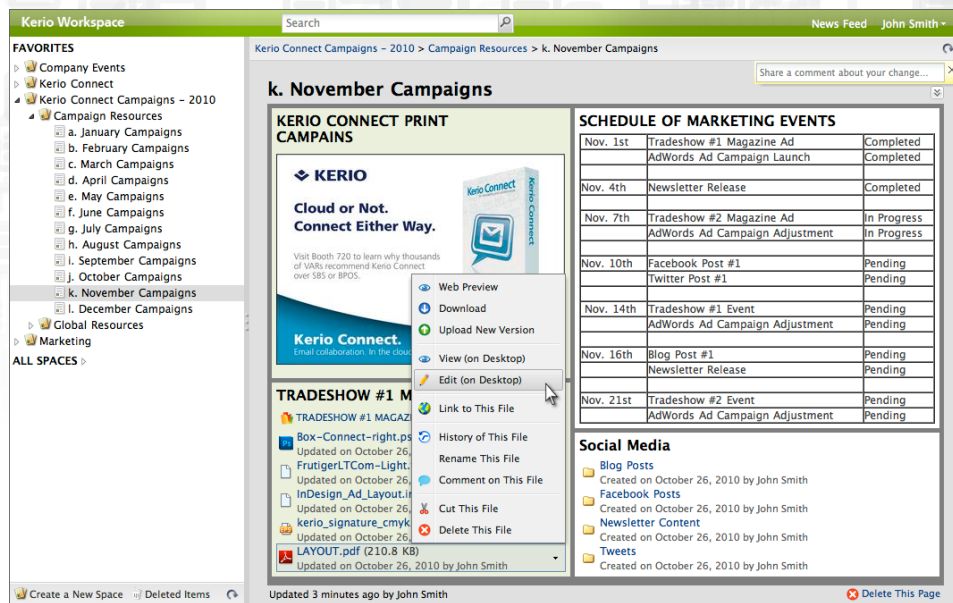 Kerio Workspace
Search
News Feed John Smith
FAVORITES
Company Events
Kerio Connect
Kerio Connect Campaigns - 2010
Campaign Resources
a. January Campaigns
b. February Campaigns
c. March Campaigns
d. April Campaigns
e. May Campaigns
f. June Campaigns
g. July Campaigns
h. August Campaigns
i. September Campaigns
j. October Campaigns
k. November Campaigns
l. December Campaigns
Global Resources
Marketing
ALL SPACES
Create a New Space Deleted Items
Kerio Connect Campaigns - 2010 > Campaign Resources > k. November Campaigns
Share a comment about your change...
k. November Campaigns
KERIO CONNECT PRINT
CAMPAINS
KERIO
Cloud or Not.
Connect Either Way.
Visit Booth 720 to learn why thousands
of VARs recommend Kerio Connect
over SBS or BPOS.
Kerio Connect
Kerio Connect
Kerio Connect.
Email collaboration. In the cloud
Web Preview
Download
Upload New Version
View (on Desktop)
Edit (on Desktop)
Link to This File
History of This File
Rename This File
Comment on This File
Cut This File
Delete This File
TRADESHOW #1 M
TRADESHOW #1 MAGAZ
Box-Connect-right.ps
Updated on October 26,
FrutigerLTCom-Light.
Updated on October 26,
InDesign_Ad_Layout.in
Updated on October 26,
kerio_signature_cmyk
Updated on October 26,
LAYOUT.pdf (210.8 KB)
Updated on October 26, 2010 by John Smith
SCHEDULE OF MARKETING EVENTS
Nov. 1st Tradeshow #1 Magazine Ad Completed
AdWords Ad Campaign Launch Completed
Nov. 4th Newsletter Release Completed
Nov. 7th Tradeshow #2 Magazine Ad In Progress
AdWords Ad Campaign Adjustment In Progress
Nov. 10th Facebook Post #1 Pending
Twitter Post #1 Pending
Nov. 14th Tradeshow #1 Event Pending
AdWords Ad Campaign Adjustment Pending
Nov. 16th Blog Post #1 Pending
Newsletter Release Pending
Nov. 21st Tradeshow #2 Event Pending
AdWords Ad Campaign Adjustment Pending
Social Media
Blog Posts
Created on October 26, 2010 by John Smith
Facebook Posts
Created on October 26, 2010 by John Smith
Newsletter Content
Created on October 26, 2010 by John Smith
Tweets
Created on October 26, 2010 by John Smith
Updated 3 minutes ago by John Smith
Delete This Page